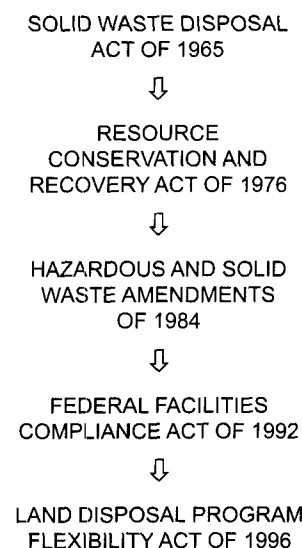 SOLID WASTE DISPOSAL
ACT OF 1965
⇩
RESOURCE
CONSERVATION AND
RECOVERY ACT OF 1976
⇩
HAZARDOUS AND SOLID
WASTE AMENDMENTS
OF 1984
⇩
FEDERAL FACILITIES
COMPLIANCE ACT OF 1992
⇩
LAND DISPOSAL PROGRAM
FLEXIBILITY ACT OF 1996